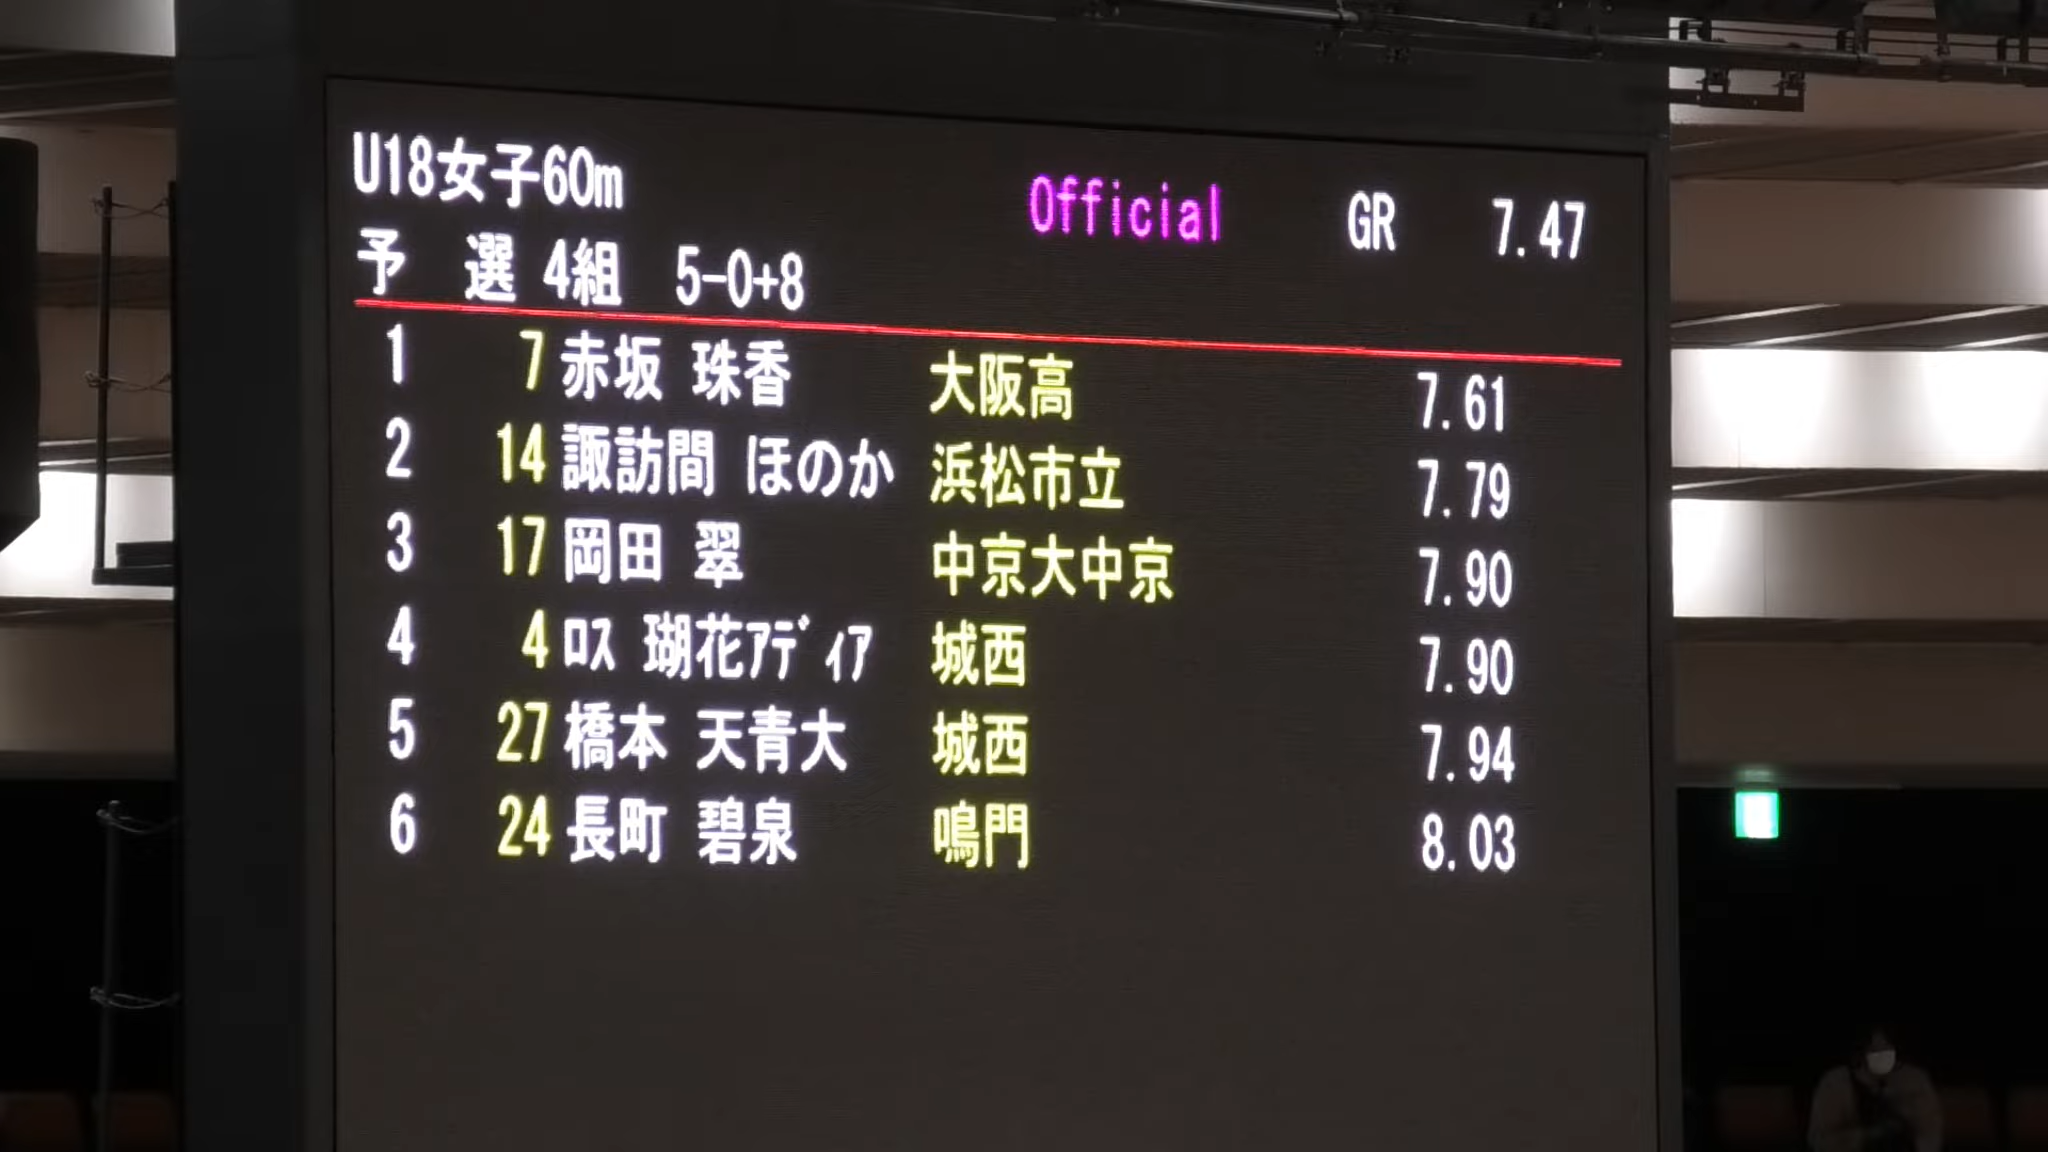 U18女子60m Official GR 7.47
予 選 4組 5-0+8
1 7 赤坂 珠香 大阪高 7.61
2 14 諏訪間 ほのか 浜松市立 7.79
3 17 岡田 翠 中京大中京 7.90
4 4 ﾛｽ 瑚花ｱﾃﾞｨｱ 城西 7.90
5 27 橋本 天青大 城西 7.94
6 24 長町 碧泉 鳴門 8.03